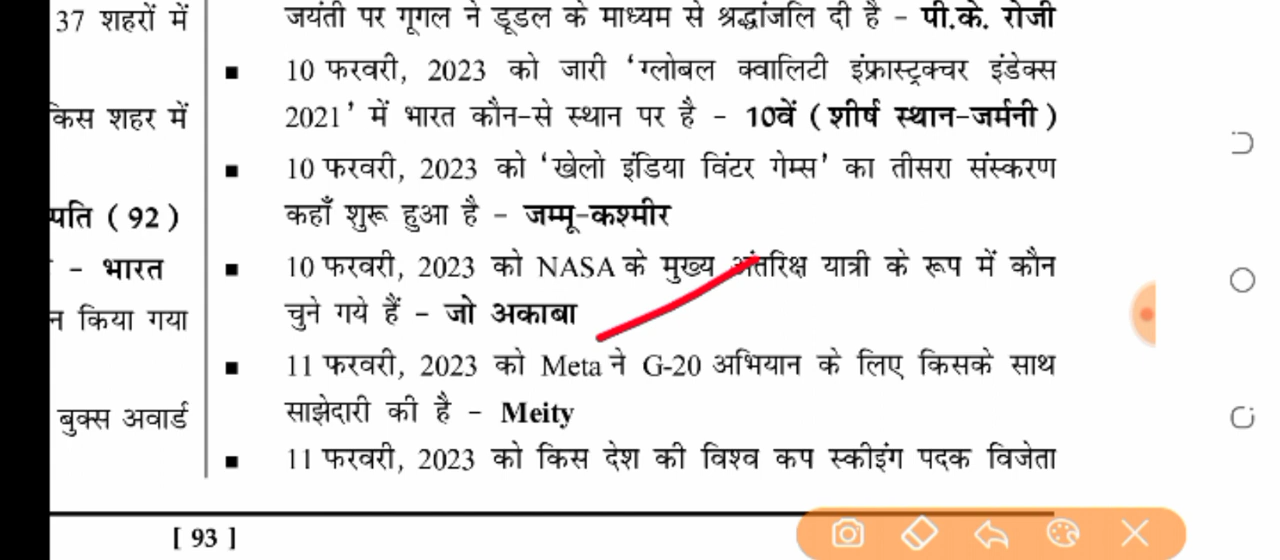 37 शहरों में
किस शहर में
पति ( 92 )
- भारत
न किया गया
बुक्स अवार्ड
जयंती पर गूगल ने डूडल के माध्यम से श्रद्धांजलि दी है - पी.के. रोजी
■ 10 फरवरी, 2023 को जारी ‘ग्लोबल क्वालिटी इंफ्रास्ट्रक्चर इंडेक्स
2021’ में भारत कौन-से स्थान पर है - 10वें ( शीर्ष स्थान-जर्मनी )
■ 10 फरवरी, 2023 को ‘खेलो इंडिया विंटर गेम्स’ का तीसरा संस्करण
कहाँ शुरू हुआ है - जम्मू-कश्मीर
■ 10 फरवरी, 2023 को NASA के मुख्य अंतरिक्ष यात्री के रूप में कौन
चुने गये हैं - जो अकाबा
■ 11 फरवरी, 2023 को Meta ने G-20 अभियान के लिए किसके साथ
साझेदारी की है - Meity
■ 11 फरवरी, 2023 को किस देश की विश्व कप स्कीइंग पदक विजेता
[ 93 ]